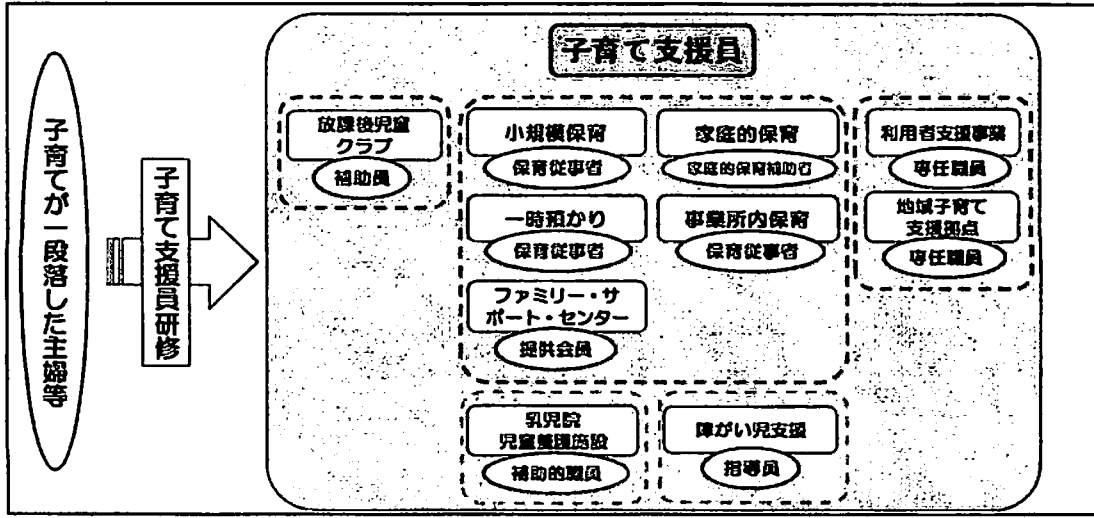 子育て支援員
子育てが一段落した主婦等
子育て支援員研修
放課後児童
クラブ
補助員
小規模保育
保育従事者
家庭的保育
家庭的保育補助者
一時預かり
保育従事者
事業所内保育
保育従事者
ファミリー・サ
ポート・センター
提供会員
利用者支援事業
専任職員
地域子育て
支援拠点
専任職員
乳児院
児童養護施設
補助的職員
障がい児支援
指導員